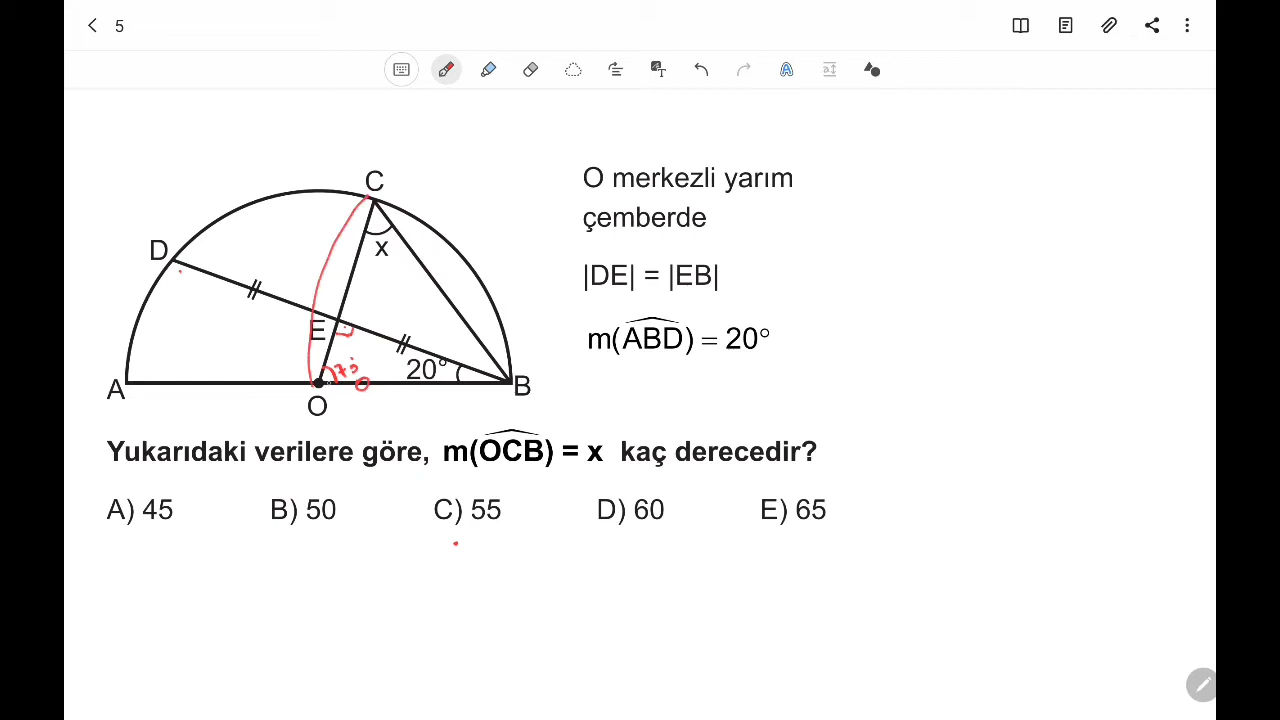 5
C
D
x
E
20°
70°
A
O
B
O merkezli yarım
çemberde
|DE| = |EB|
m(ABD) = 20°
Yukarıdaki verilere göre, m(OCB) = x kaç derecedir?
A) 45 B) 50 C) 55 D) 60 E) 65